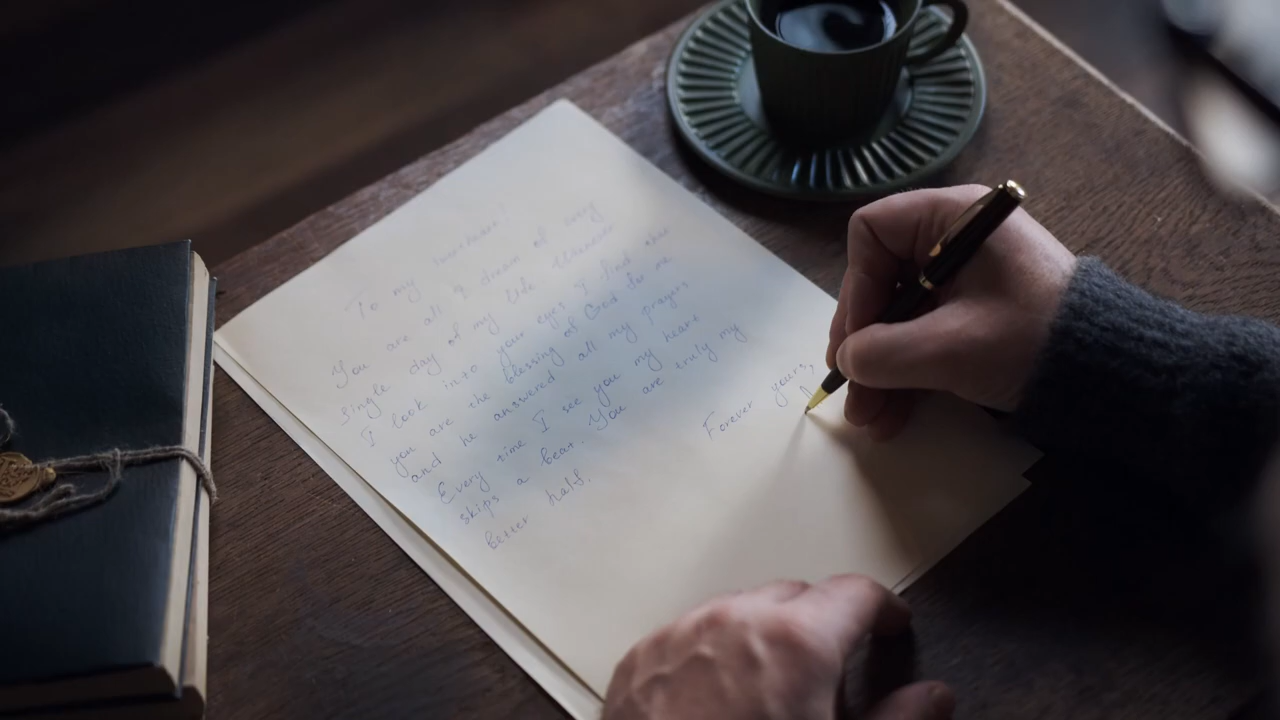 To my sweetheart!
You are all I dream of every
single day of my life. Whenever
I look into your eyes I find that
you are the blessing of God for me
and he answered all my prayers
Every time I see you my heart
skips a beat. You are truly my
better half.
Forever yours,